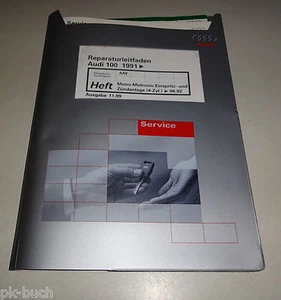 Reparaturleitfaden
Audi 100 1991 ▶
AAE
Heft
Mono-Motronic Einspritz- und
Zündanlage (4-Zyl.) ▶ 06.92
Ausgabe 11.99
Service
pk-buch